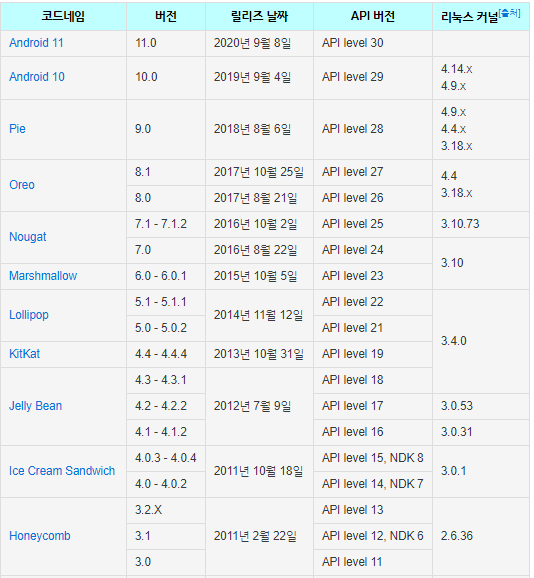 코드네임 버전 릴리즈 날짜 API 버전 리눅스 커널[출처]
Android 11 11.0 2020년 9월 8일 API level 30
Android 10 10.0 2019년 9월 4일 API level 29 4.14.x
4.9.x
Pie 9.0 2018년 8월 6일 API level 28 4.9.x
4.4.x
3.18.x
Oreo 8.1 2017년 10월 25일 API level 27 4.4
3.18.x
8.0 2017년 8월 21일 API level 26
Nougat 7.1 - 7.1.2 2016년 10월 2일 API level 25 3.10.73
7.0 2016년 8월 22일 API level 24 3.10
Marshmallow 6.0 - 6.0.1 2015년 10월 5일 API level 23
Lollipop 5.1 - 5.1.1 2014년 11월 12일 API level 22 3.4.0
5.0 - 5.0.2 API level 21
KitKat 4.4 - 4.4.4 2013년 10월 31일 API level 19
Jelly Bean 4.3 - 4.3.1 2012년 7월 9일 API level 18
4.2 - 4.2.2 API level 17 3.0.53
4.1 - 4.1.2 API level 16 3.0.31
Ice Cream Sandwich 4.0.3 - 4.0.4 2011년 10월 18일 API level 15, NDK 8 3.0.1
4.0 - 4.0.2 API level 14, NDK 7
Honeycomb 3.2.X 2011년 2월 22일 API level 13 2.6.36
3.1 API level 12, NDK 6
3.0 API level 11